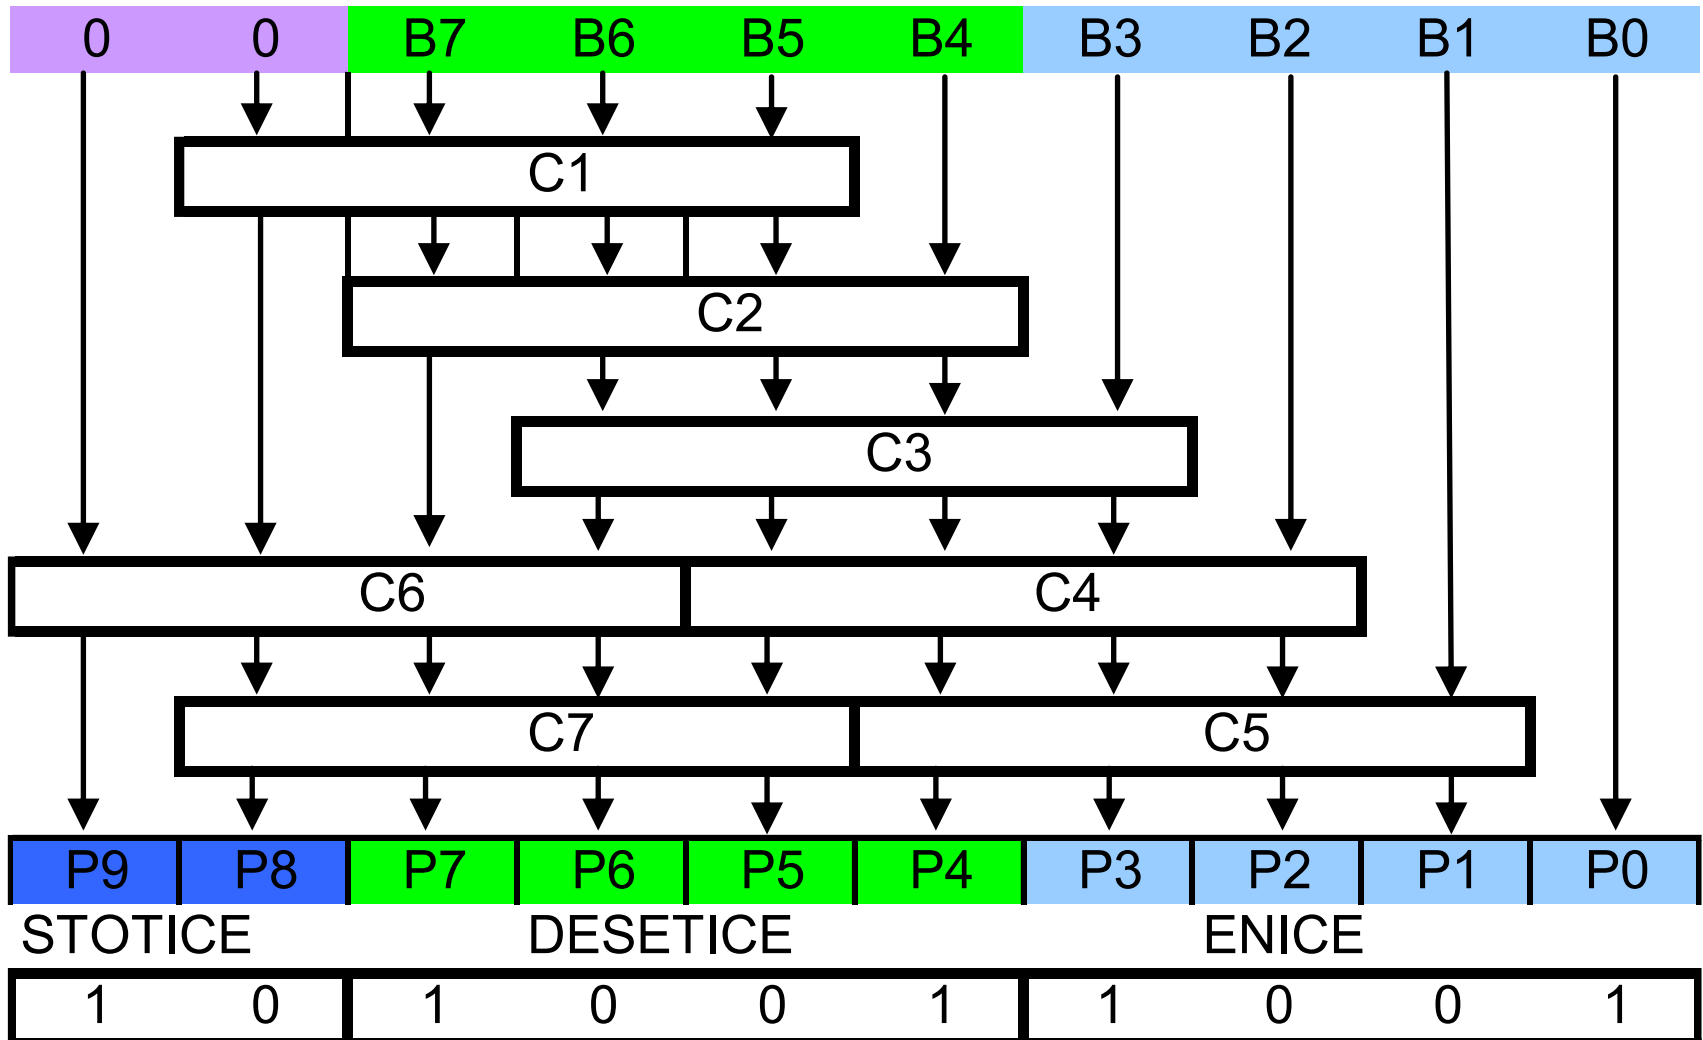 0 0 B7 B6 B5 B4 B3 B2 B1 B0
C1
C2
C3
C6 C4
C7 C5
P9 P8 P7 P6 P5 P4 P3 P2 P1 P0
STOTICE DESETICE ENICE
1 0 1 0 0 1 1 0 0 1